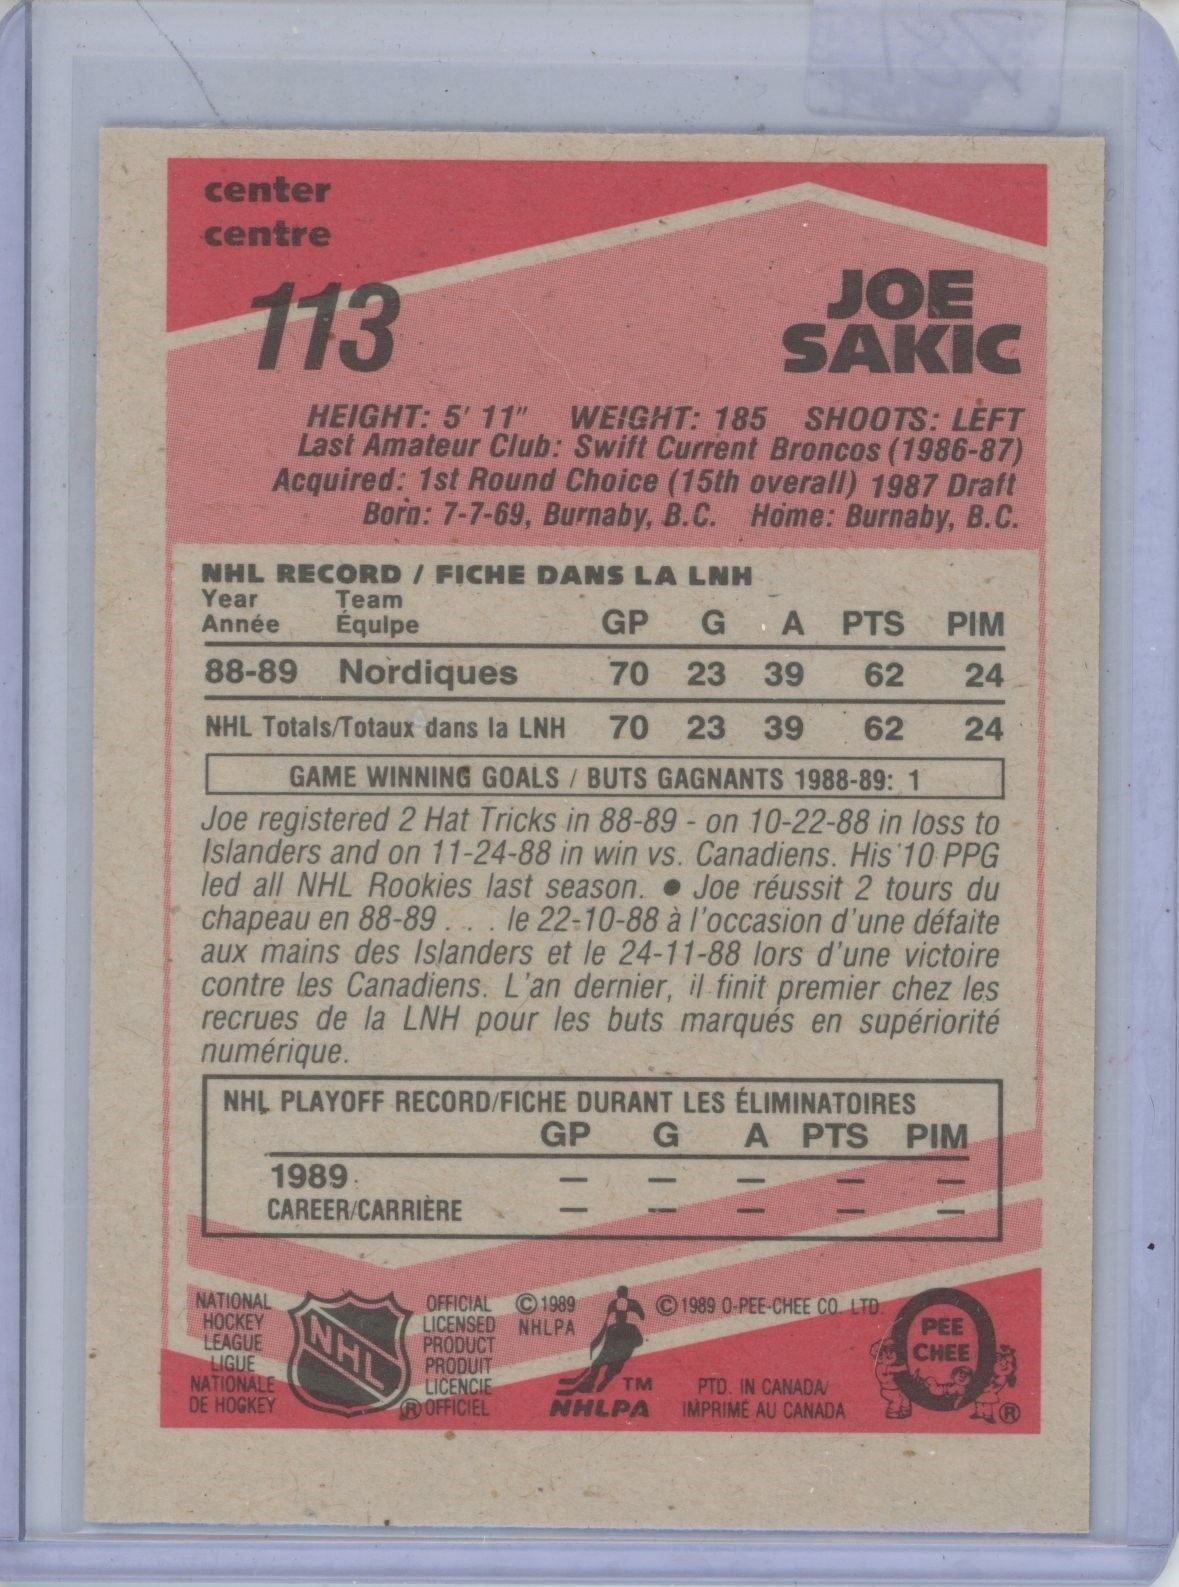 center
centre
113
JOE
SAKIC
HEIGHT: 5' 11" WEIGHT: 185 SHOOTS: LEFT
Last Amateur Club: Swift Current Broncos (1986-87)
Acquired: 1st Round Choice (15th overall) 1987 Draft
Born: 7-7-69, Burnaby, B.C. Home: Burnaby, B.C.
NHL RECORD / FICHE DANS LA LNH
Year Team
Année Équipe GP G A PTS PIM
88-89 Nordiques 70 23 39 62 24
NHL Totals/Totaux dans la LNH 70 23 39 62 24
GAME WINNING GOALS / BUTS GAGNANTS 1988-89: 1
Joe registered 2 Hat Tricks in 88-89 - on 10-22-88 in loss to
Islanders and on 11-24-88 in win vs. Canadiens. His 10 PPG
led all NHL Rookies last season. ● Joe réussit 2 tours du
chapeau en 88-89 . . . le 22-10-88 à l'occasion d'une défaite
aux mains des Islanders et le 24-11-88 lors d'une victoire
contre les Canadiens. L'an dernier, il finit premier chez les
recrues de la LNH pour les buts marqués en supériorité
numérique.
NHL PLAYOFF RECORD/FICHE DURANT LES ÉLIMINATOIRES
GP G A PTS PIM
1989 — — — — —
CAREER/CARRIÈRE — — — — —
NATIONAL
HOCKEY
LEAGUE
LIGUE
NATIONALE
DE HOCKEY
NHL
®
OFFICIAL
LICENSED
PRODUCT
PRODUIT
LICENCIE
OFFICIEL
© 1989
NHLPA
TM
NHLPA
© 1989 O-PEE-CHEE CO. LTD.
PTD. IN CANADA/
IMPRIMÉ AU CANADA
O
PEE
CHEE
®